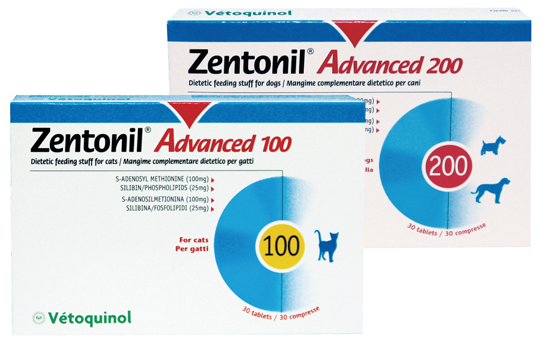 Vétoquinol
Zentonil® Advanced 200
Dietetic feeding stuff for dogs / Mangime complementare dietetico per cani
mg)
mg)
200
30 tablets / 30 compresse
Zentonil® Advanced 100
Dietetic feeding stuff for cats / Mangime complementare dietetico per gatti
S-ADENOSYL METHIONINE (100mg)
SILIBIN/PHOSPHOLIPIDS (25mg)
S-ADENOSILMETIONINA (100mg)
SILIBINA/FOSFOLIPIDI (25mg)
For cats
Per gatti
100
30 tablets / 30 compresse
Vétoquinol